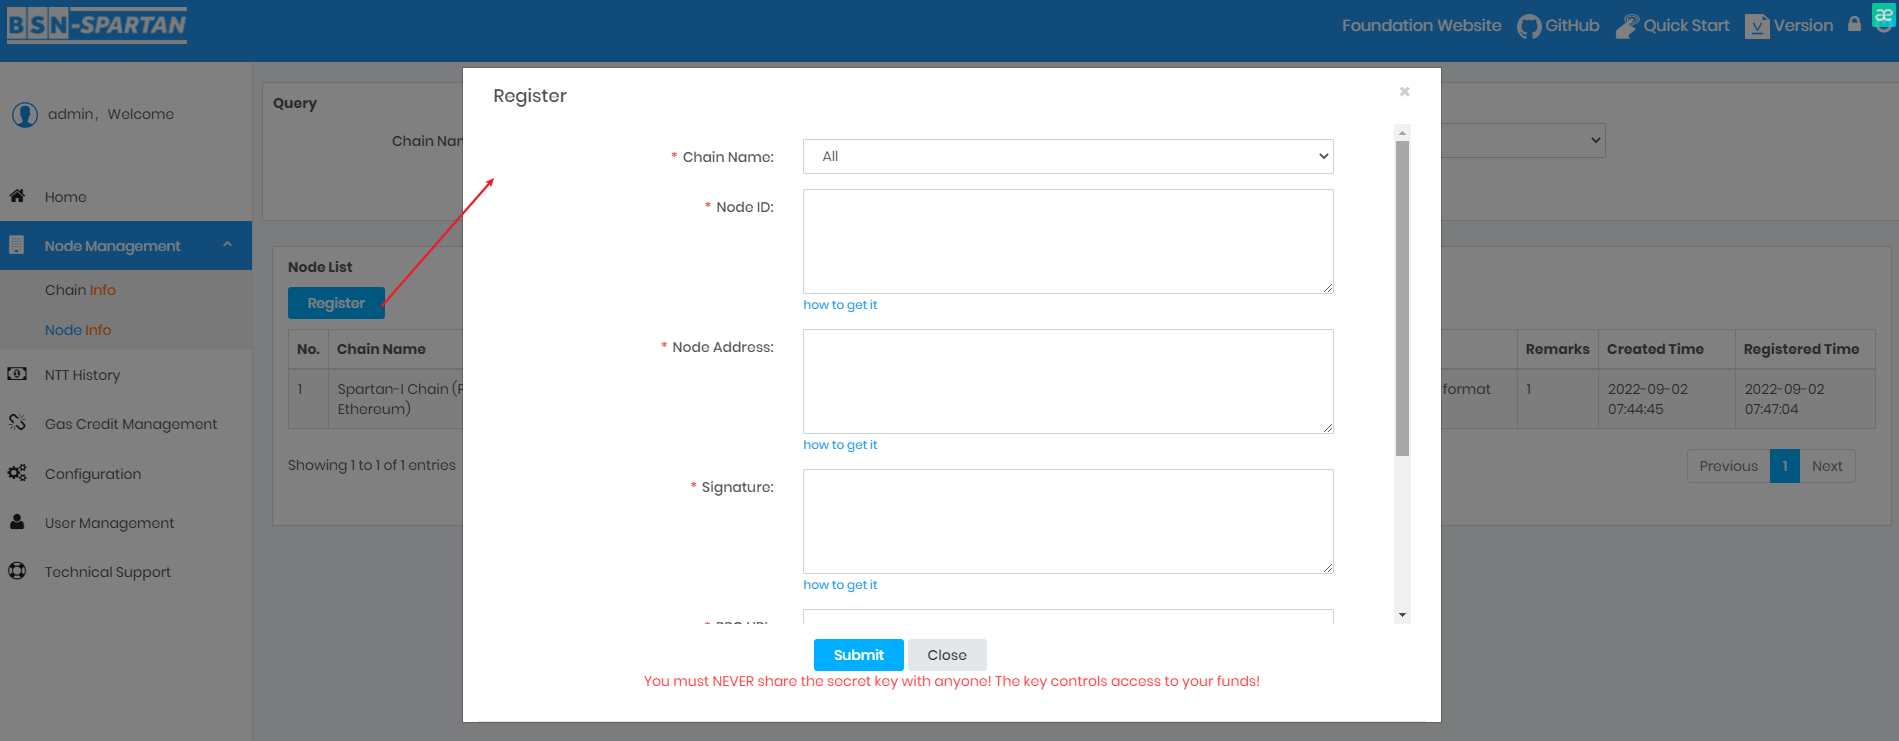 BSN-SPARTAN
Foundation Website GitHub Quick Start Version
æ
admin, Welcome
Home
Node Management
Chain Info
Node Info
NTT History
Gas Credit Management
Configuration
User Management
Technical Support
Query
Node List
Register
No. Chain Name Remarks Created Time Registered Time
1 Spartan-I Chain format 1 2022-09-02 2022-09-02
Ethereum) 07:44:45 07:47:04
Showing 1 to 1 of 1 entries
Previous 1 Next
Register
* Chain Name: All
* Node ID:
how to get it
* Node Address:
how to get it
* Signature:
how to get it
Submit Close
You must NEVER share the secret key with anyone! The key controls access to your funds!